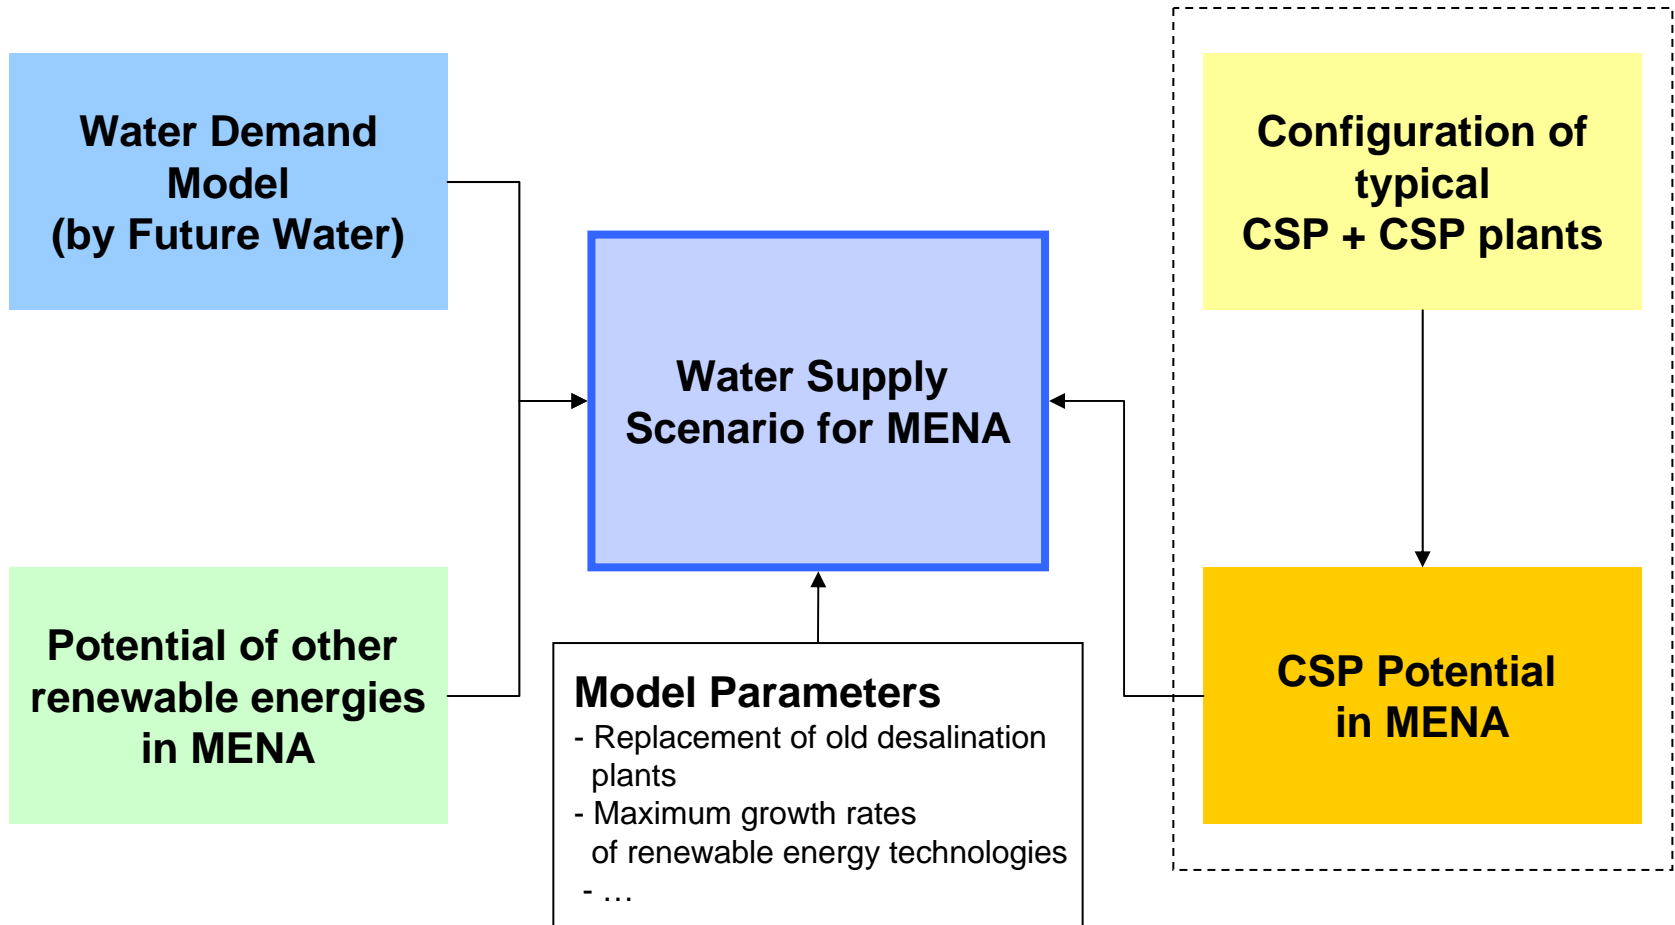 Water Demand
Model
(by Future Water)
Configuration of
typical
CSP + CSP plants
Water Supply
Scenario for MENA
Potential of other
renewable energies
in MENA
Model Parameters
- Replacement of old desalination
plants
- Maximum growth rates
of renewable energy technologies
- …
CSP Potential
in MENA